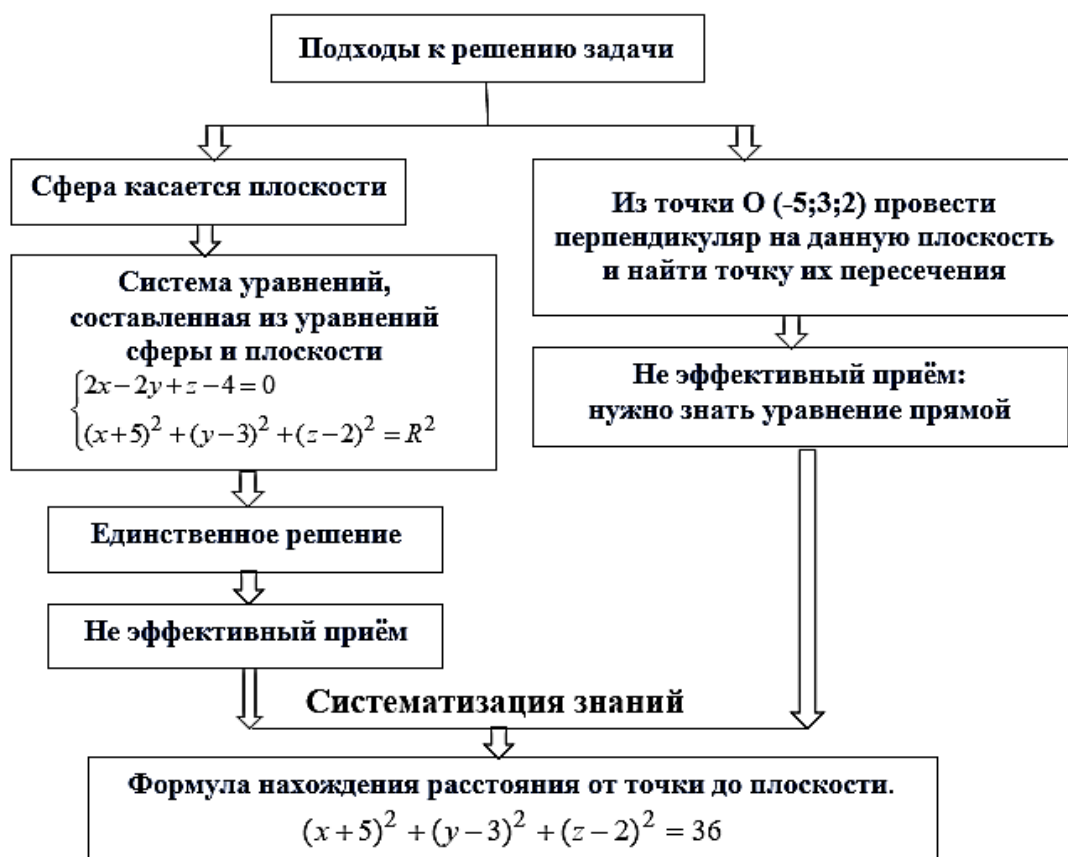 Подходы к решению задачи
Сфера касается плоскости
Из точки О (-5;3;2) провести
перпендикуляр на данную плоскость
и найти точку их пересечения
Система уравнений,
составленная из уравнений
сферы и плоскости
2x−2y+z−4=0
(x+5)² +(y−3)² +(z−2)² = R²
Не эффективный приём:
нужно знать уравнение прямой
Единственное решение
Не эффективный приём
Систематизация знаний
Формула нахождения расстояния от точки до плоскости.
(x+5)² +(y−3)² +(z−2)² = 36